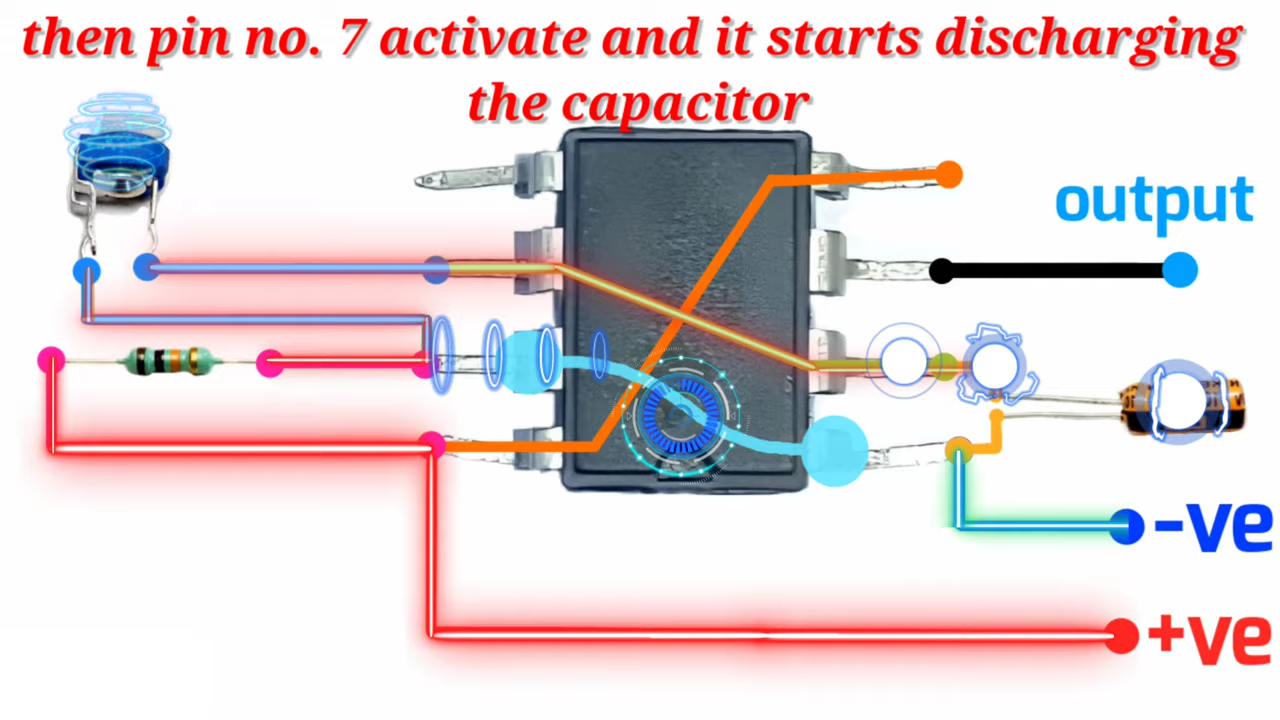 then pin no. 7 activate and it starts discharging
the capacitor
output
-ve
+ve